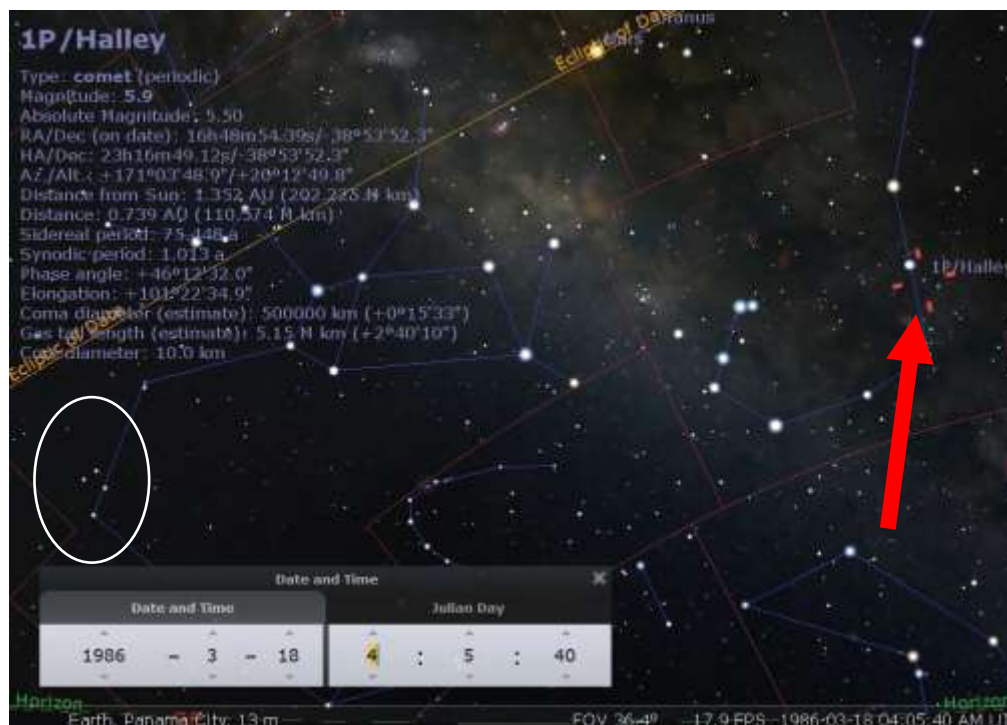 1P/Halley
Type: comet (periodic)
Magnitude: 5.9
Absolute Magnitude: 5.50
RA/Dec (on date): 16h48m54.39s/-38°53'52.3"
HA/Dec: 23h16m49.12s/-38°53'52.3"
Az./Alt.: +171°03'48.9"/+20°12'49.8"
Distance from Sun: 1.352 AU (202.226 M km)
Distance: 0.739 AU (110.574 M km)
Sidereal period: 75.448 a
Synodic period: 1.013 a
Phase angle: +46°12'32.0"
Elongation: +101°22'34.9"
Coma diameter (estimate): 500000 km (+0°15'33")
Gas tail length (estimate): 5.15 M km (+2°40'10")
Core diameter: 10.0 km
Uranus
Mars
Ecliptic of Date
1P/Halley
Ecliptic of Date
Date and Time
Date and Time
Julian Day
1986 - 3 - 18 4 : 5 : 40
Horizon
Horizon
Earth, Panama City, 13 m
FOV 36.4° 17.9 FPS 1986-03-18 04:05:40 AM